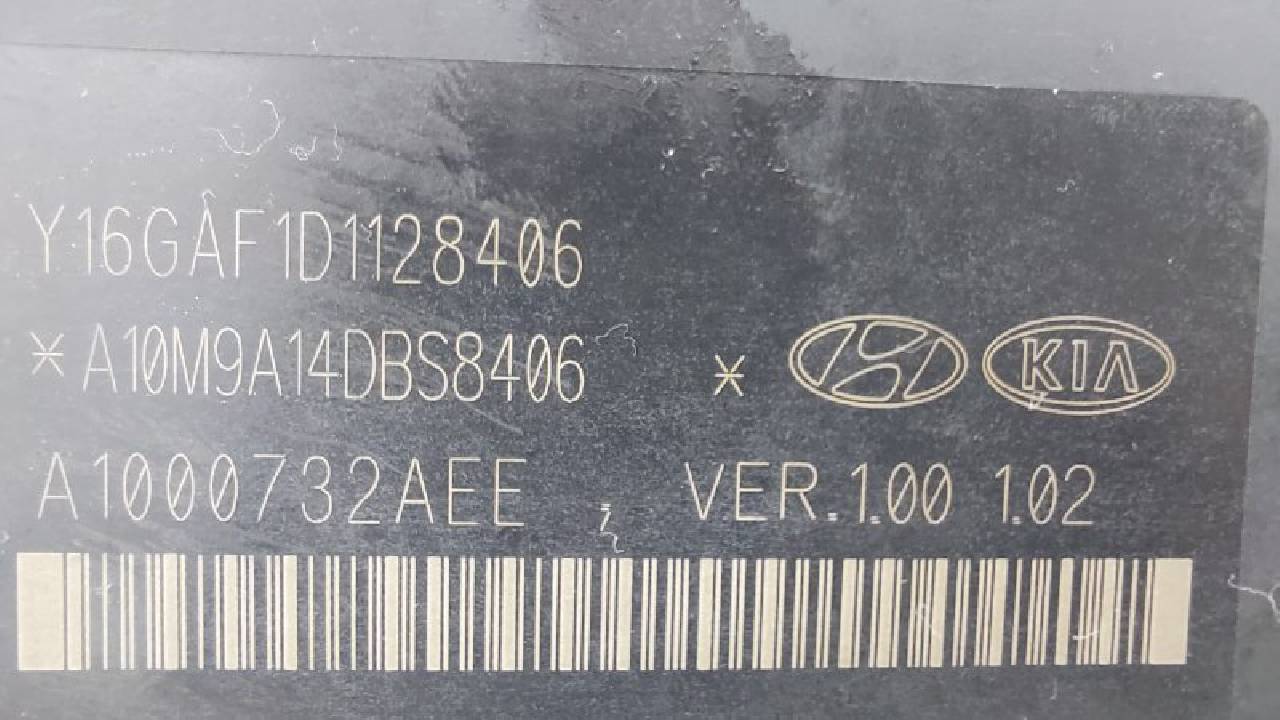 Y16GAF1D1128406
*A10M9A14DBS8406 * KIA
A1000732AEE , VER.1.00 1.02